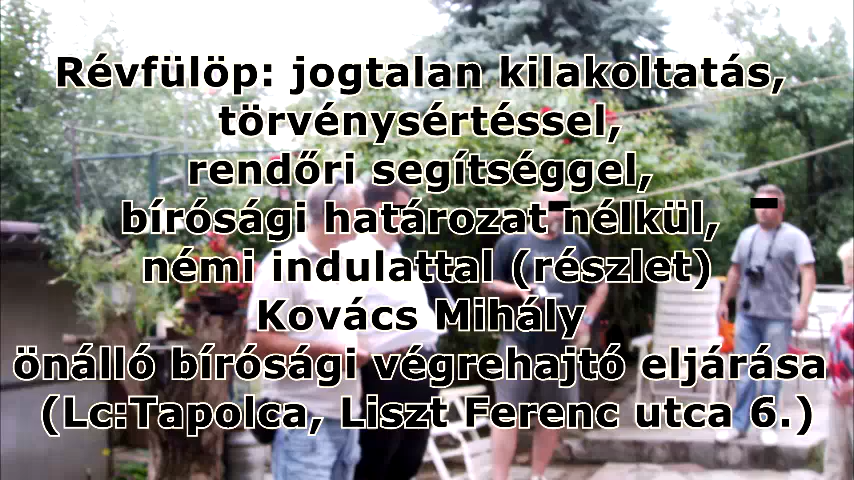 Révfülöp: jogtalan kilakoltatás,
törvénysértéssel,
rendőri segítséggel,
bírósági határozat nélkül,
némi indulattal (részlet)
Kovács Mihály
önálló bírósági végrehajtó eljárása
(Lc:Tapolca, Liszt Ferenc utca 6.)